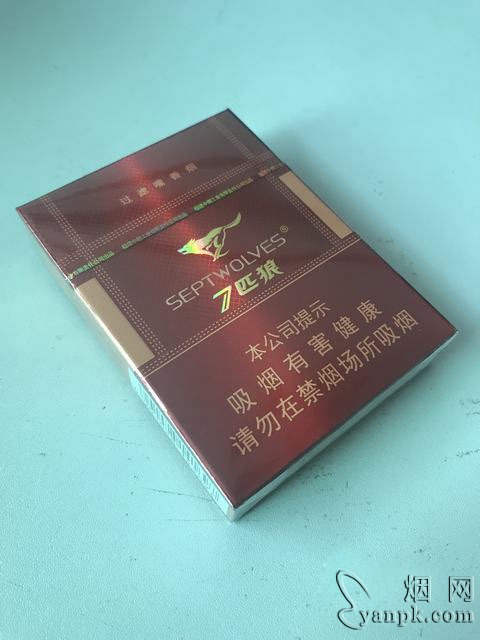 过滤嘴香烟
SEPTWOLVES®
7匹狼
本公司提示
吸烟有害健康
请勿在禁烟场所吸烟
烟网
yanpk.com